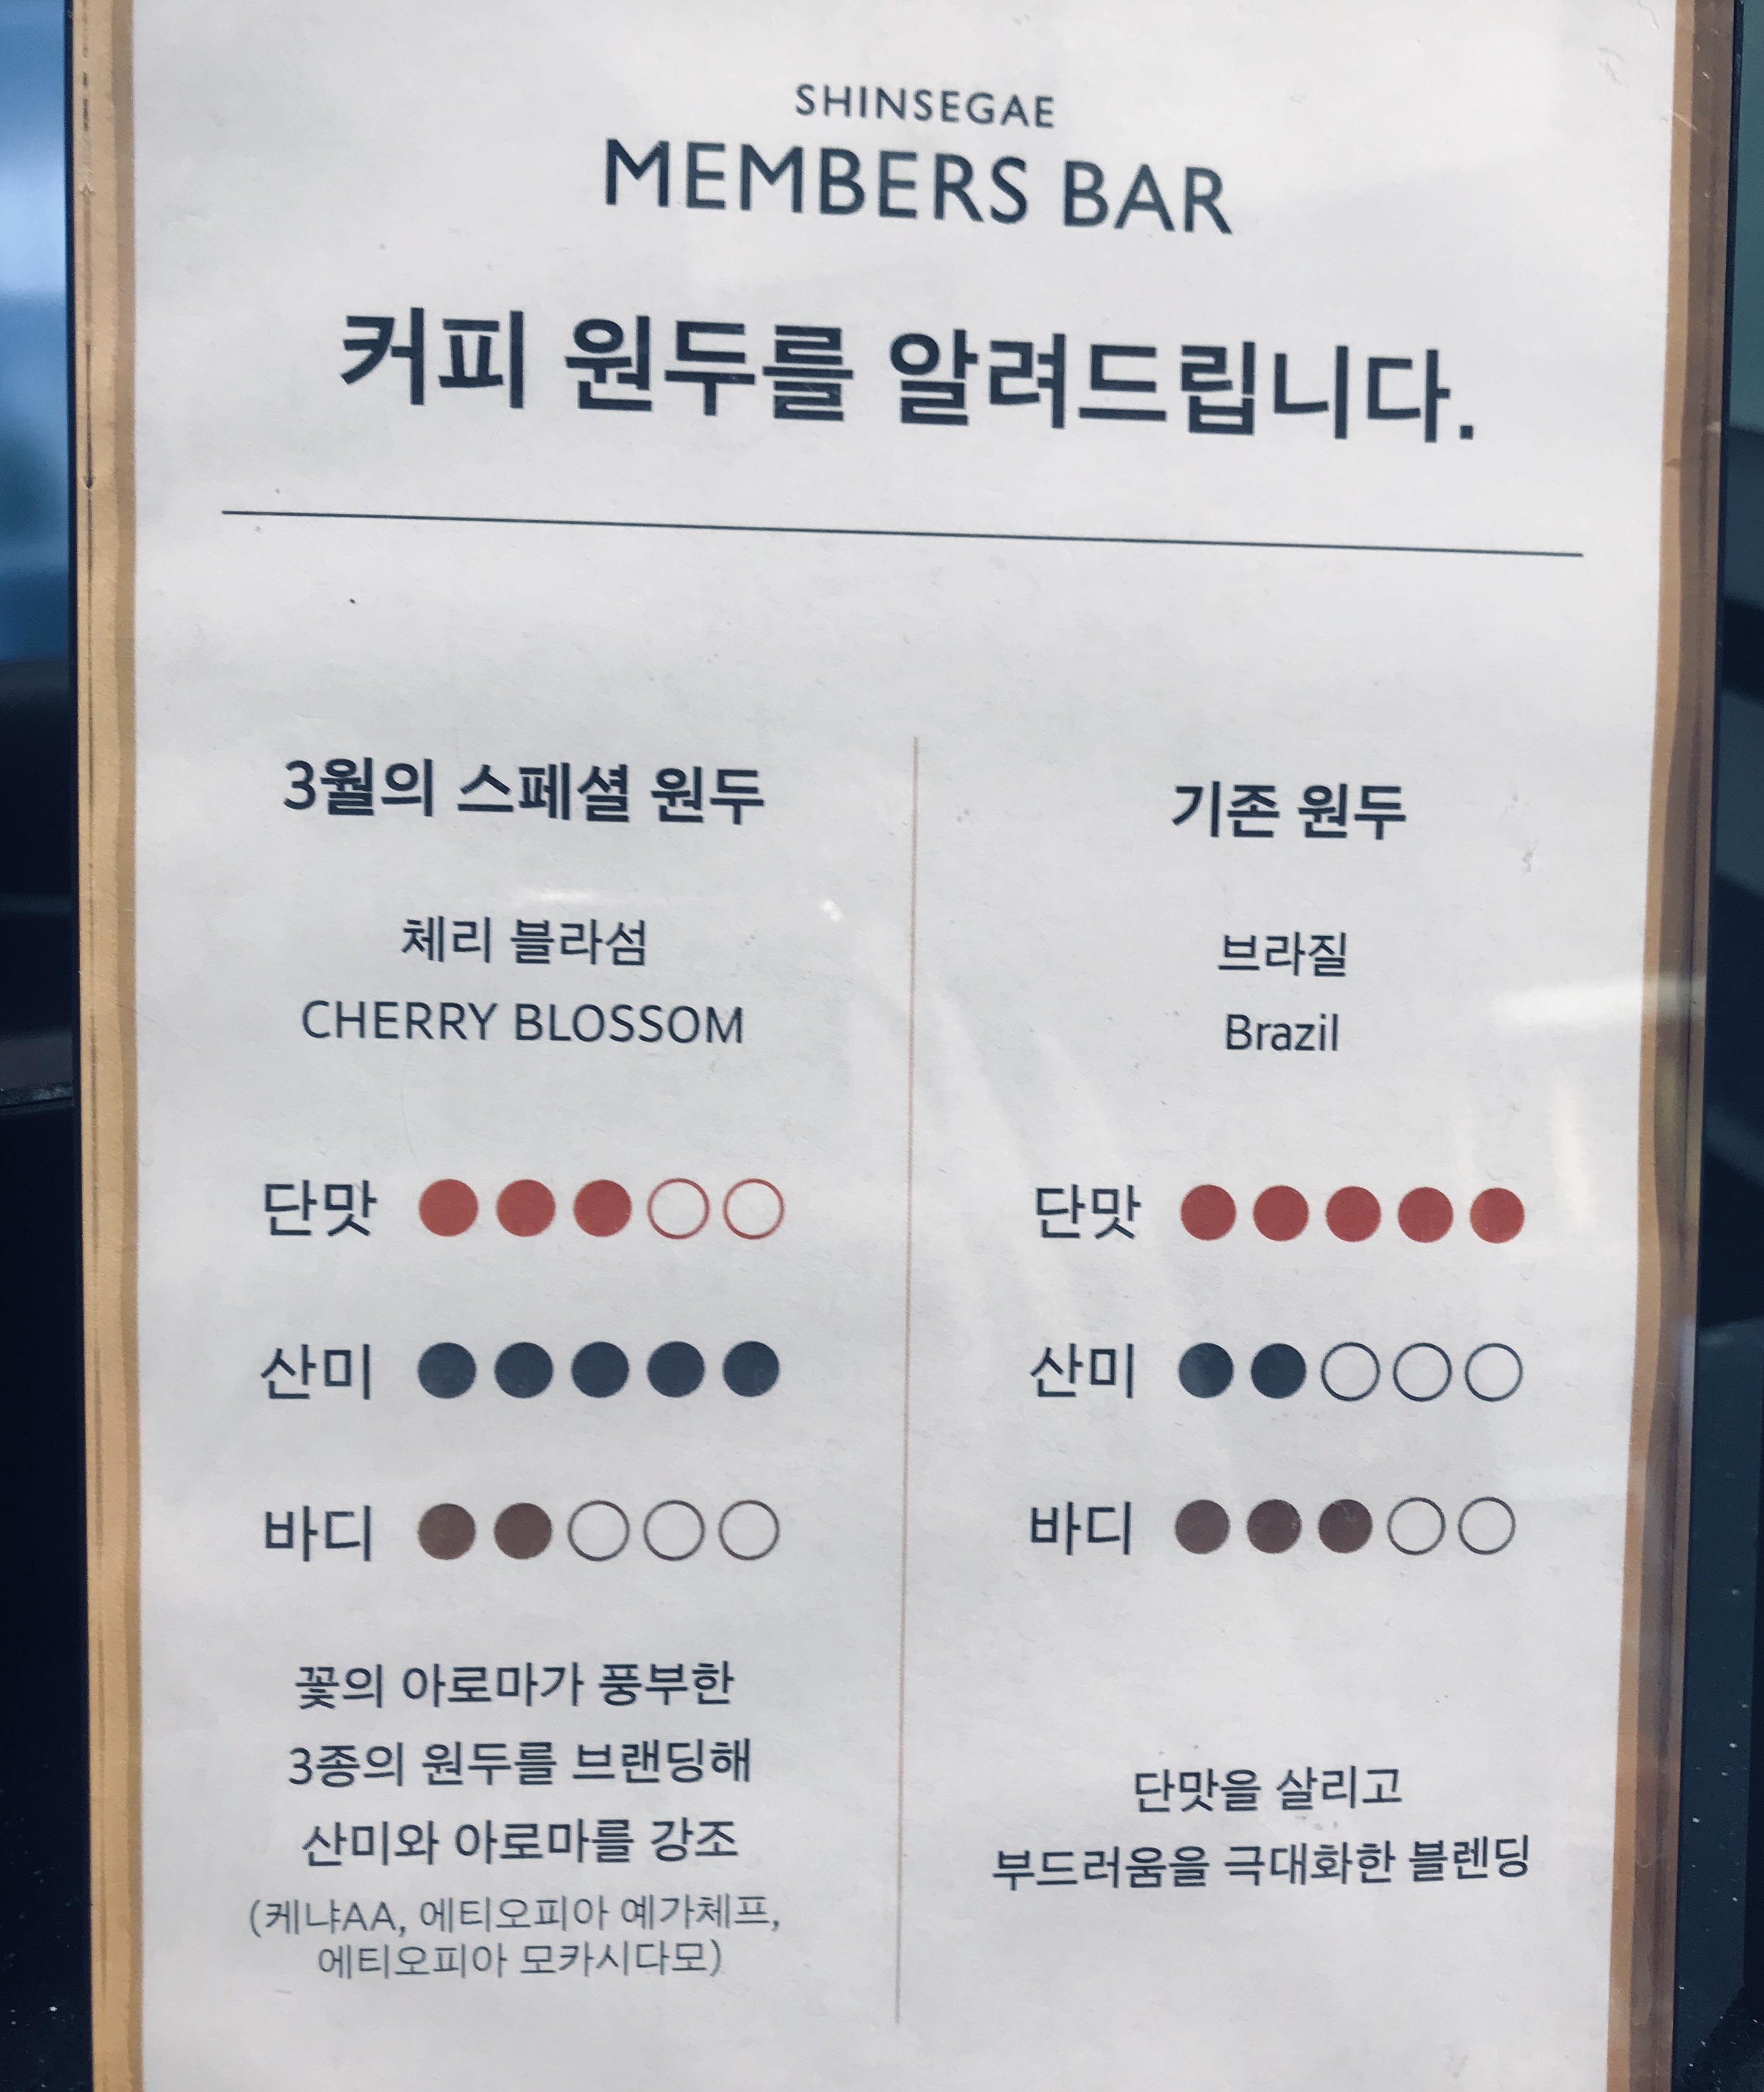 SHINSEGAE
MEMBERS BAR
커피 원두를 알려드립니다.
3월의 스페셜 원두
체리 블라섬
CHERRY BLOSSOM
단맛
산미
바디
꽃의 아로마가 풍부한
3종의 원두를 브랜딩해
산미와 아로마를 강조
(케냐AA, 에티오피아 예가체프,
에티오피아 모카시다모)
기존 원두
브라질
Brazil
단맛
산미
바디
단맛을 살리고
부드러움을 극대화한 블렌딩